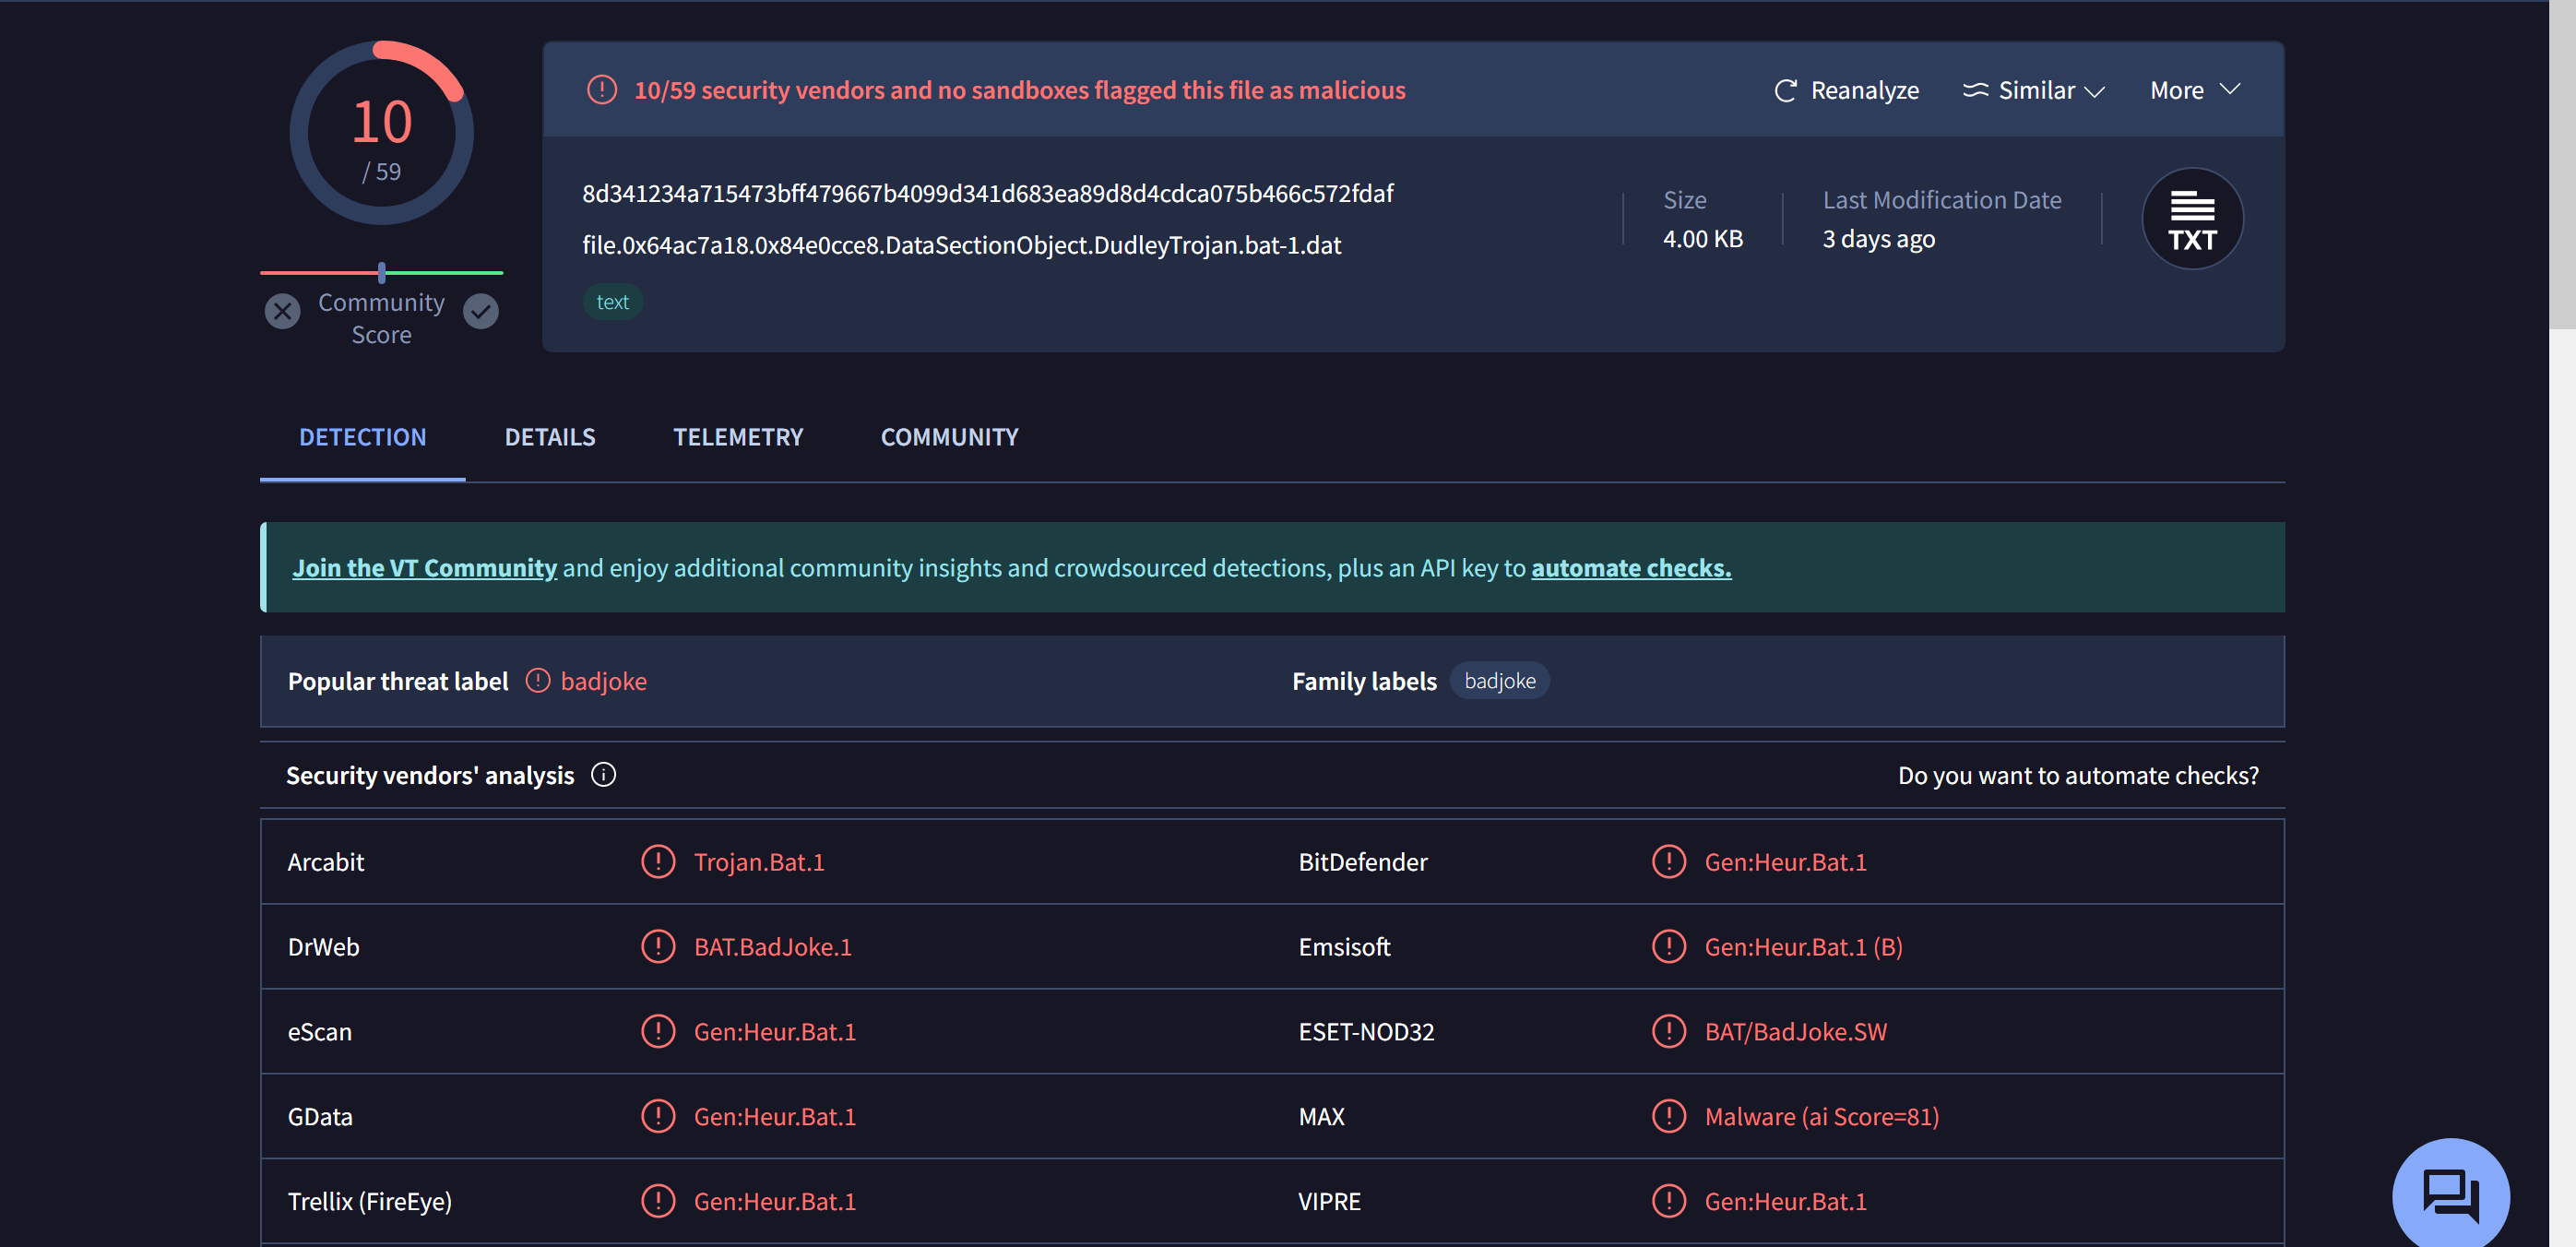 10
/ 59
Community
Score
10/59 security vendors and no sandboxes flagged this file as malicious
Reanalyze
Similar
More
8d341234a715473bff479667b4099d341d683ea89d8d4cdca075b466c572fdaf
file.0x64ac7a18.0x84e0cce8.DataSectionObject.DudleyTrojan.bat-1.dat
text
Size
4.00 KB
Last Modification Date
3 days ago
TXT
DETECTION
DETAILS
TELEMETRY
COMMUNITY
Join the VT Community and enjoy additional community insights and crowdsourced detections, plus an API key to automate checks.
Popular threat label badjoke
Family labels badjoke
Security vendors' analysis
Do you want to automate checks?
Arcabit Trojan.Bat.1
BitDefender Gen:Heur.Bat.1
DrWeb BAT.BadJoke.1
Emsisoft Gen:Heur.Bat.1 (B)
eScan Gen:Heur.Bat.1
ESET-NOD32 BAT/BadJoke.SW
GData Gen:Heur.Bat.1
MAX Malware (ai Score=81)
Trellix (FireEye) Gen:Heur.Bat.1
VIPRE Gen:Heur.Bat.1